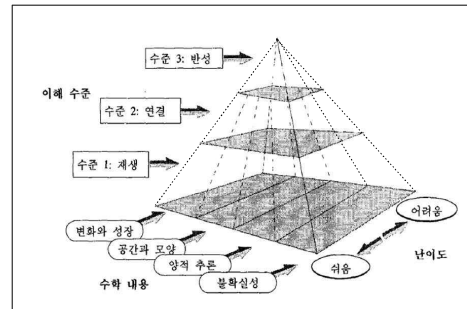 수준 3: 반성
이해 수준
수준 2: 연결
수준 1: 재생
변화와 성장
공간과 모양
양적 추론
불확실성
수학 내용
쉬움
어려움
난이도